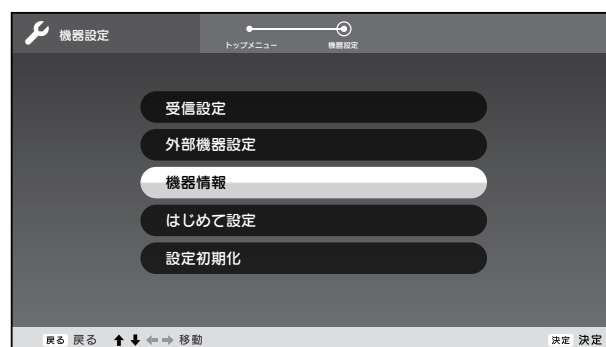 機器設定
トップメニュー 機器設定
受信設定
外部機器設定
機器情報
はじめて設定
設定初期化
戻る 戻る ↑↓←→ 移動 決定 決定